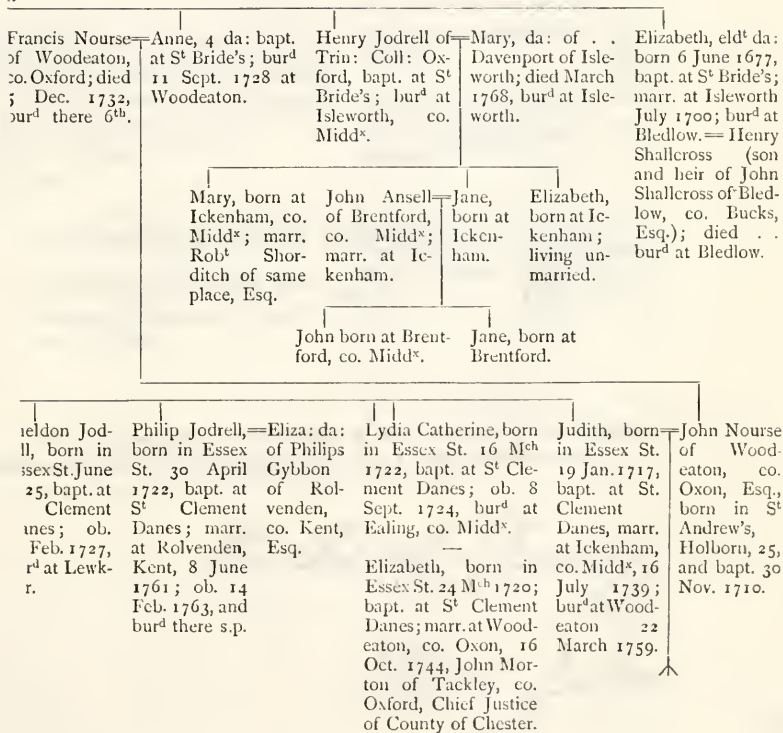 Francis Nourse
of Woodeaton,
co. Oxford; died
5 Dec. 1732,
burᵈ there 6ᵗʰ.
Anne, 4 da: bapt.
at Sᵗ Bride's; burᵈ
11 Sept. 1728 at
Woodeaton.
Henry Jodrell of
Trin: Coll: Ox-
ford, bapt. at Sᵗ
Bride's; burᵈ at
Isleworth, co.
Middˣ.
Mary, da: of . .
Davenport of Isle-
worth; died March
1768, burᵈ at Isle-
worth.
Elizabeth, eldᵗ da:
born 6 June 1677,
bapt. at Sᵗ Bride's;
marr. at Isleworth
July 1700; burᵈ at
Bledlow.= Henry
Shallcross (son
and heir of John
Shallcross of Bled-
low, co. Bucks,
Esq.); died . .
burᵈ at Bledlow.
Mary, born at
Ickenham, co.
Middˣ; marr.
Robᵗ Shor-
ditch of same
place, Esq.
John Ansell
of Brentford,
co. Middˣ;
marr. at Ic-
kenham.
Jane,
born at
Icken-
ham.
Elizabeth,
born at Ic-
kenham;
living un-
married.
John born at Brent-
ford, co. Middˣ.
Jane, born at
Brentford.
heldon Jod-
ll, born in
ssex St. June
25, bapt. at
Clement
anes; ob.
Feb. 1727,
rᵈ at Lewk-
r.
Philip Jodrell,
born in Essex
St. 30 April
1722, bapt. at
Sᵗ Clement
Danes; marr.
at Rolvenden,
Kent, 8 June
1761; ob. 14
Feb. 1763, and
burᵈ there s.p.
Eliza: da:
of Philips
Gybbon
of Rol-
venden,
co. Kent,
Esq.
Lydia Catherine, born
in Essex St. 16 Mᶜʰ
1722, bapt. at Sᵗ Cle-
ment Danes; ob. 8
Sept. 1724, burᵈ at
Ealing, co. Middˣ.
—
Elizabeth, born in
Essex St. 24 Mᶜʰ 1720;
bapt. at Sᵗ Clement
Danes; marr. at Wood-
eaton, co. Oxon, 16
Oct. 1744, John Mor-
ton of Tackley, co.
Oxford, Chief Justice
of County of Chester.
Judith, born
in Essex St.
19 Jan. 1717,
bapt. at St.
Clement
Danes, marr.
at Ickenham,
co. Middˣ, 16
July 1739;
burᵈ at Wood-
eaton 22
March 1759.
John Nourse
of Wood-
eaton, co.
Oxon, Esq.,
born in Sᵗ
Andrew's,
Holborn, 25,
and bapt. 30
Nov. 1710.